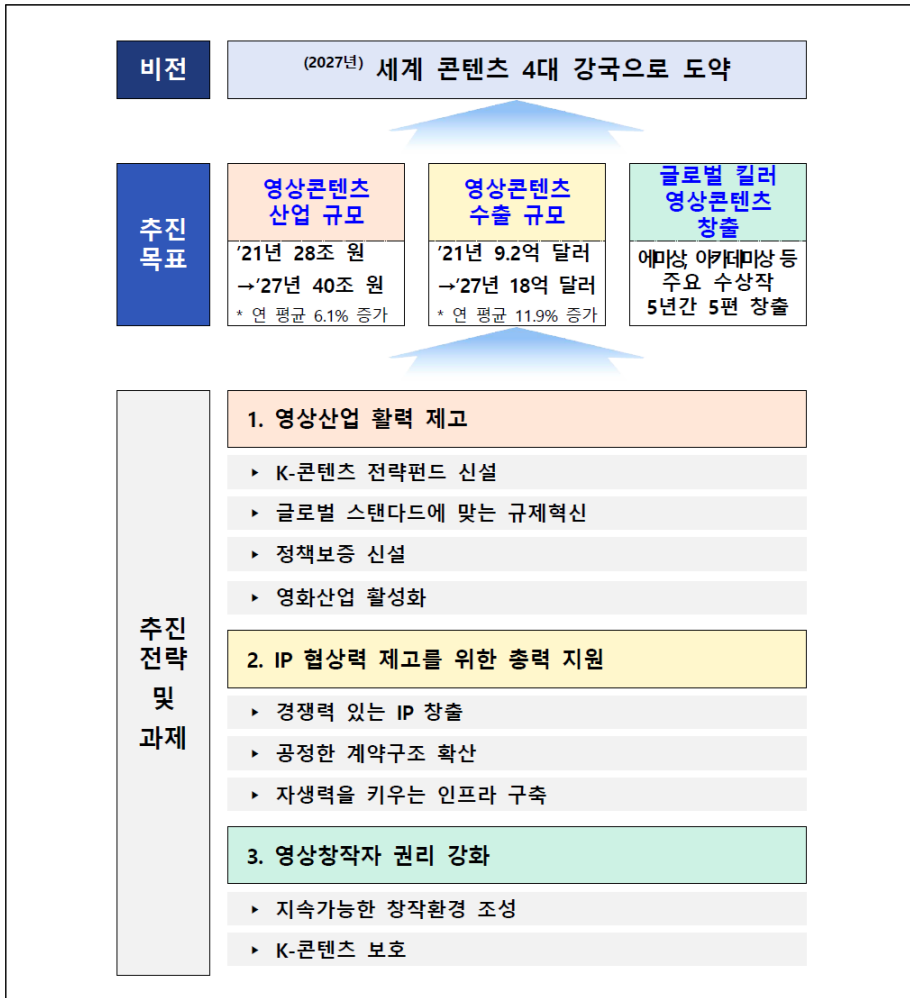 비전
(2027년) 세계 콘텐츠 4대 강국으로 도약
추진
목표
영상콘텐츠
산업 규모
’21년 28조 원
→’27년 40조 원
* 연 평균 6.1% 증가
영상콘텐츠
수출 규모
’21년 9.2억 달러
→’27년 18억 달러
* 연 평균 11.9% 증가
글로벌 킬러
영상콘텐츠
창출
에미상, 아카데미상 등
주요 수상작
5년간 5편 창출
추진
전략
및
과제
1. 영상산업 활력 제고
▸ K-콘텐츠 전략펀드 신설
▸ 글로벌 스탠다드에 맞는 규제혁신
▸ 정책보증 신설
▸ 영화산업 활성화
2. IP 협상력 제고를 위한 총력 지원
▸ 경쟁력 있는 IP 창출
▸ 공정한 계약구조 확산
▸ 자생력을 키우는 인프라 구축
3. 영상창작자 권리 강화
▸ 지속가능한 창작환경 조성
▸ K-콘텐츠 보호